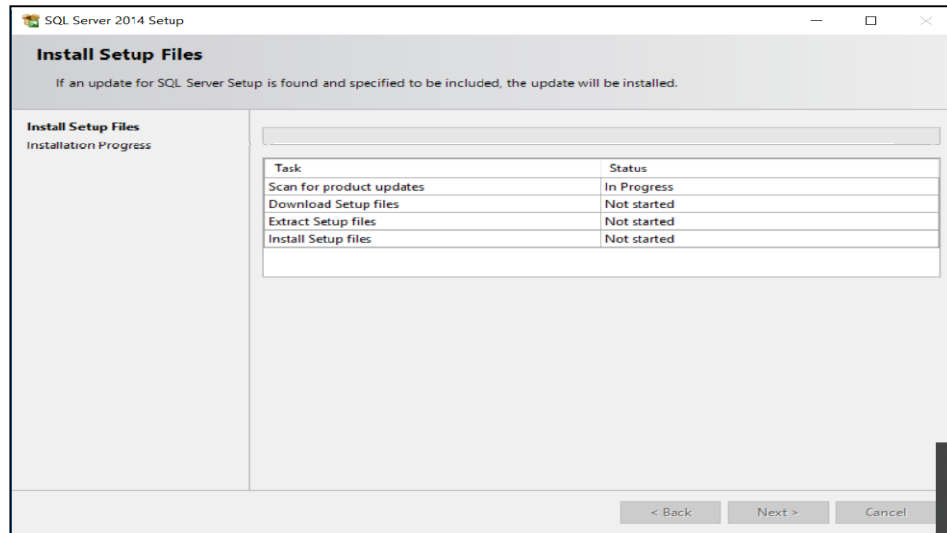 SQL Server 2014 Setup
Install Setup Files
If an update for SQL Server Setup is found and specified to be included, the update will be installed.
Install Setup Files
Installation Progress
Task Status
Scan for product updates In Progress
Download Setup files Not started
Extract Setup files Not started
Install Setup files Not started
< Back Next > Cancel